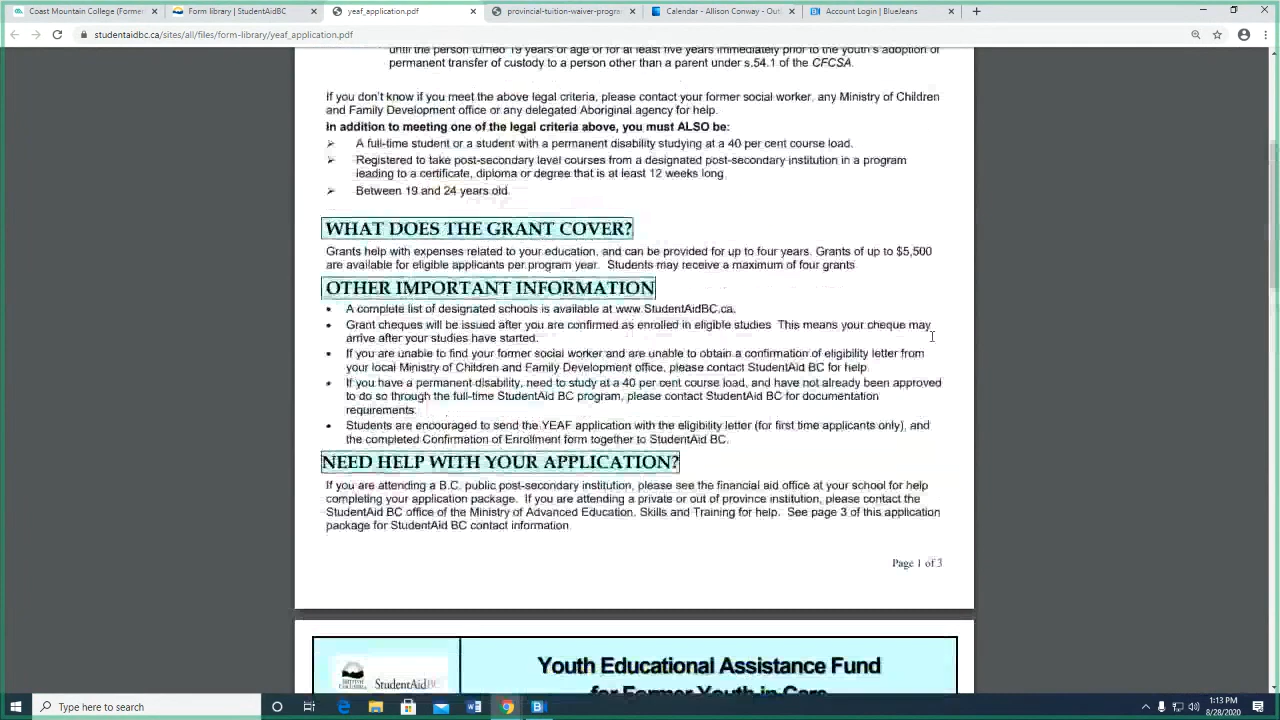 Coast Mountain College (Former
Form library | StudentAidBC
yeaf_application.pdf
provincial-tuition-waiver-progra
Calendar - Allison Conway - Outl
Account Login | BlueJeans
studentaidbc.ca/sites/all/files/form-library/yeaf_application.pdf
until the person turned 19 years of age or for at least five years immediately prior to the youth's adoption or
permanent transfer of custody to a person other than a parent under s.54.1 of the CFCSA.
If you don't know if you meet the above legal criteria, please contact your former social worker, any Ministry of Children
and Family Development office or any delegated Aboriginal agency for help.
In addition to meeting one of the legal criteria above, you must ALSO be:
➢ A full-time student or a student with a permanent disability studying at a 40 per cent course load.
➢ Registered to take post-secondary level courses from a designated post-secondary institution in a program
leading to a certificate, diploma or degree that is at least 12 weeks long.
➢ Between 19 and 24 years old.
WHAT DOES THE GRANT COVER?
Grants help with expenses related to your education, and can be provided for up to four years. Grants of up to $5,500
are available for eligible applicants per program year. Students may receive a maximum of four grants.
OTHER IMPORTANT INFORMATION
• A complete list of designated schools is available at www.StudentAidBC.ca.
• Grant cheques will be issued after you are confirmed as enrolled in eligible studies. This means your cheque may
arrive after your studies have started.
• If you are unable to find your former social worker and are unable to obtain a confirmation of eligibility letter from
your local Ministry of Children and Family Development office, please contact StudentAid BC for help.
• If you have a permanent disability, need to study at a 40 per cent course load, and have not already been approved
to do so through the full-time StudentAid BC program, please contact StudentAid BC for documentation
requirements.
• Students are encouraged to send the YEAF application with the eligibility letter (for first time applicants only), and
the completed Confirmation of Enrollment form together to StudentAid BC.
NEED HELP WITH YOUR APPLICATION?
If you are attending a B.C. public post-secondary institution, please see the financial aid office at your school for help
completing your application package. If you are attending a private or out of province institution, please contact the
StudentAid BC office of the Ministry of Advanced Education, Skills and Training for help. See page 3 of this application
package for StudentAid BC contact information.
Page 1 of 3
StudentAidBC
Youth Educational Assistance Fund
for Former Youth in Care
Type here to search
1:13 PM
8/28/2020